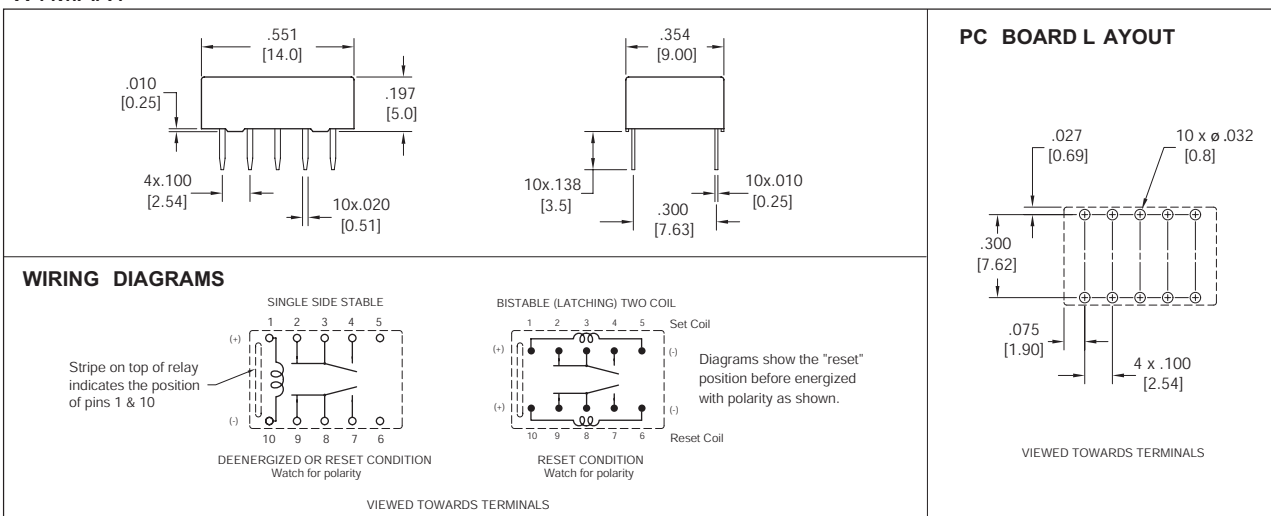 .551
[14.0]
.010
[0.25]
.197
[5.0]
4x.100
[2.54]
10x.020
[0.51]
.354
[9.00]
10x.138
[3.5]
.300
[7.63]
10x.010
[0.25]
PC BOARD L AYOUT
.027
[0.69]
10 x ø .032
[0.8]
.300
[7.62]
.075
[1.90]
4 x .100
[2.54]
VIEWED TOWARDS TERMINALS
WIRING DIAGRAMS
SINGLE SIDE STABLE
1 2 3 4 5
(+)
Stripe on top of relay
indicates the position
of pins 1 & 10
(-)
10 9 8 7 6
DEENERGIZED OR RESET CONDITION
Watch for polarity
BISTABLE (LATCHING) TWO COIL
1 2 3 4 5 Set Coil
(+) (-)
Diagrams show the "reset"
position before energized
with polarity as shown.
(+) (-)
10 9 8 7 6 Reset Coil
RESET CONDITION
Watch for polarity
VIEWED TOWARDS TERMINALS